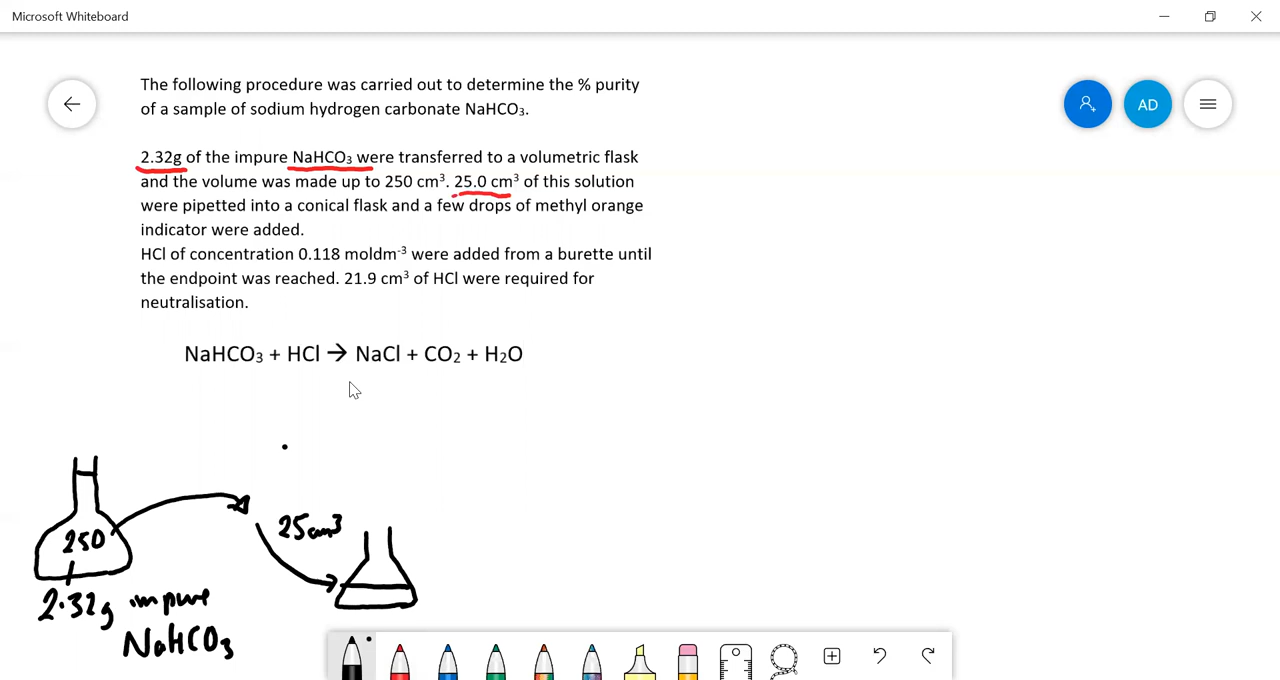 Microsoft Whiteboard
The following procedure was carried out to determine the % purity
of a sample of sodium hydrogen carbonate NaHCO₃.
AD
2.32g of the impure NaHCO₃ were transferred to a volumetric flask
and the volume was made up to 250 cm³. 25.0 cm³ of this solution
were pipetted into a conical flask and a few drops of methyl orange
indicator were added.
HCl of concentration 0.118 moldm⁻³ were added from a burette until
the endpoint was reached. 21.9 cm³ of HCl were required for
neutralisation.
NaHCO₃ + HCl → NaCl + CO₂ + H₂O
25cm³
250
2.32g impure
NaHCO₃